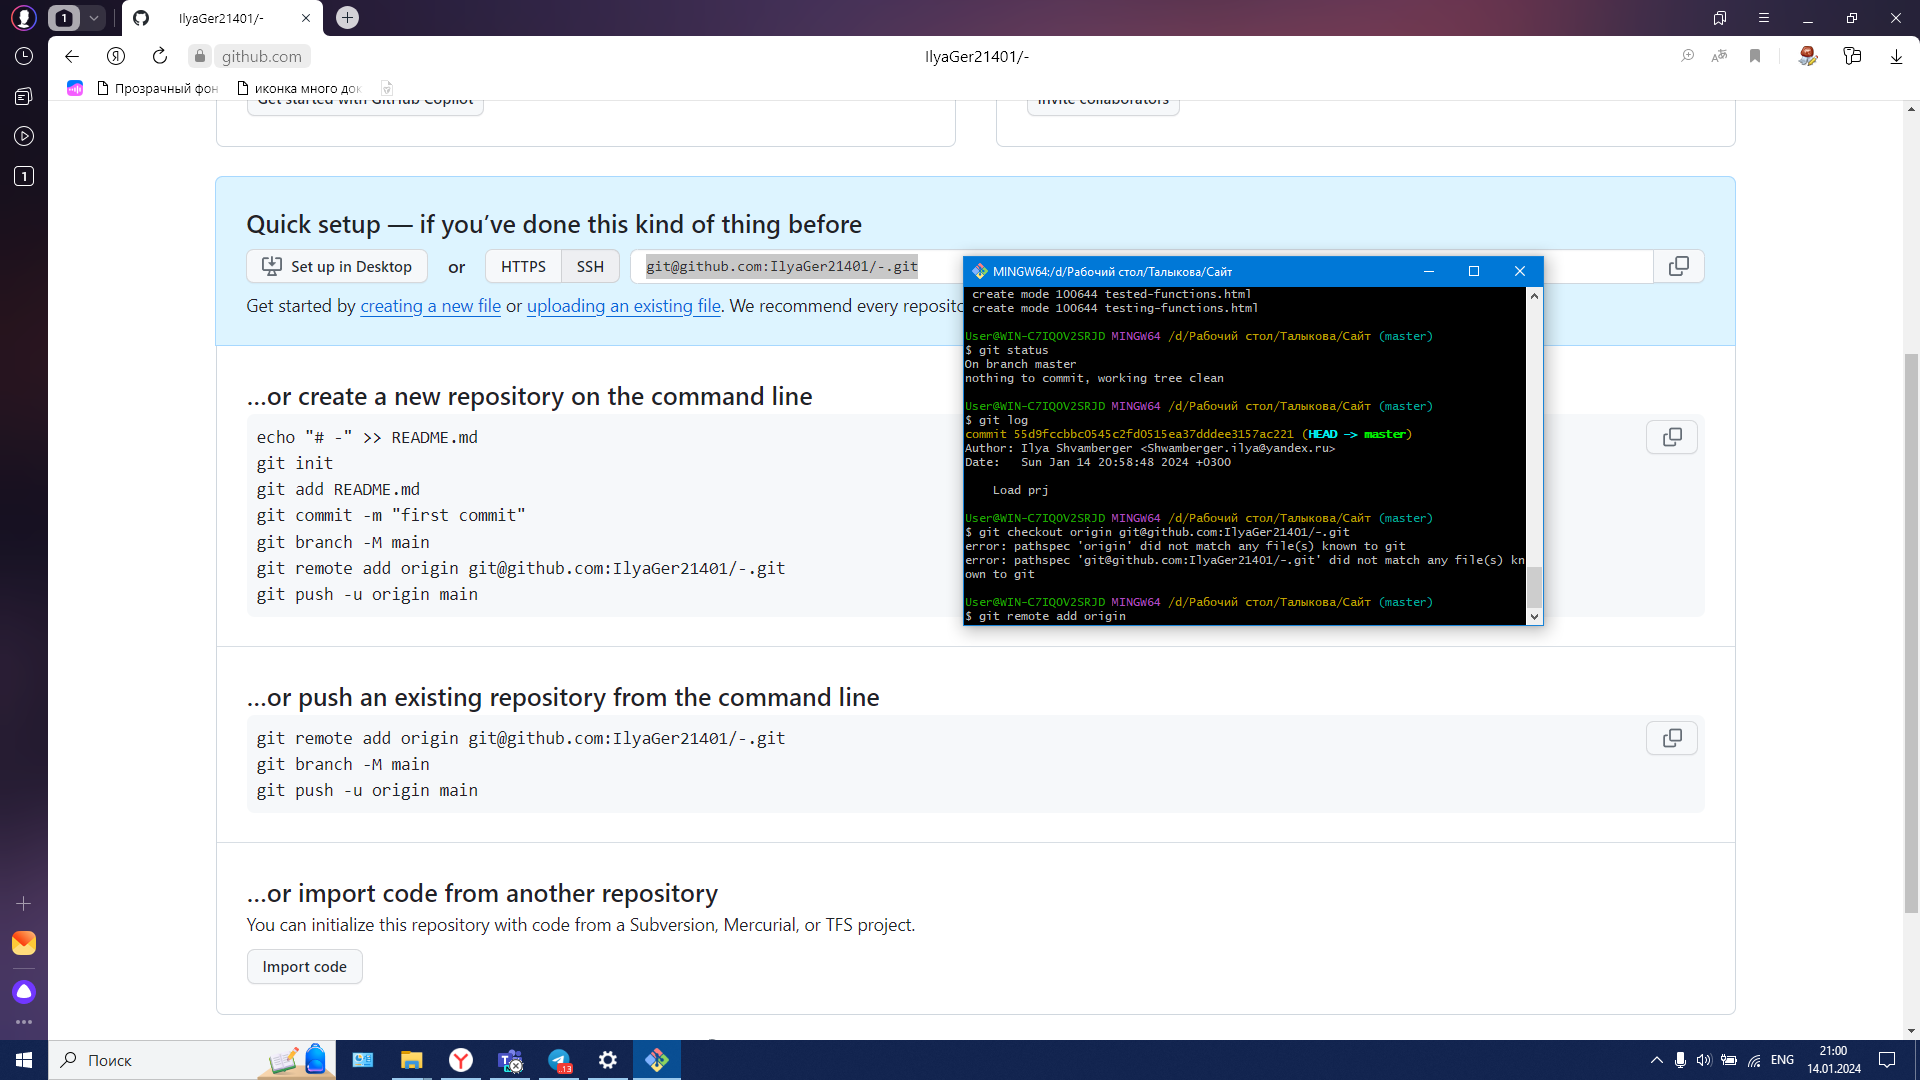 1
IlyaGer21401/-
github.com
IlyaGer21401/-
Прозрачный фон
иконка много док
1
Get started with GitHub Copilot
Invite collaborators
Quick setup — if you’ve done this kind of thing before
Set up in Desktop
or
HTTPS
SSH
git@github.com:IlyaGer21401/-.git
Get started by creating a new file or uploading an existing file. We recommend every reposito
…or create a new repository on the command line
echo "# -" >> README.md
git init
git add README.md
git commit -m "first commit"
git branch -M main
git remote add origin git@github.com:IlyaGer21401/-.git
git push -u origin main
MINGW64:/d/Рабочий стол/Талыкова/Сайт
create mode 100644 tested-functions.html
create mode 100644 testing-functions.html
User@WIN-C7IQOV2SRJD MINGW64 /d/Рабочий стол/Талыкова/Сайт (master)
$ git status
On branch master
nothing to commit, working tree clean
User@WIN-C7IQOV2SRJD MINGW64 /d/Рабочий стол/Талыкова/Сайт (master)
$ git log
commit 55d9fccbbc0545c2fd0515ea37dddee3157ac221 (HEAD -> master)
Author: Ilya Shvamberger <Shwamberger.ilya@yandex.ru>
Date:   Sun Jan 14 20:58:48 2024 +0300
Load prj
User@WIN-C7IQOV2SRJD MINGW64 /d/Рабочий стол/Талыкова/Сайт (master)
$ git checkout origin git@github.com:IlyaGer21401/-.git
error: pathspec 'origin' did not match any file(s) known to git
error: pathspec 'git@github.com:IlyaGer21401/-.git' did not match any file(s) kn
own to git
User@WIN-C7IQOV2SRJD MINGW64 /d/Рабочий стол/Талыкова/Сайт (master)
$ git remote add origin
…or push an existing repository from the command line
git remote add origin git@github.com:IlyaGer21401/-.git
git branch -M main
git push -u origin main
…or import code from another repository
You can initialize this repository with code from a Subversion, Mercurial, or TFS project.
Import code
Поиск
13
ENG
21:00
14.01.2024